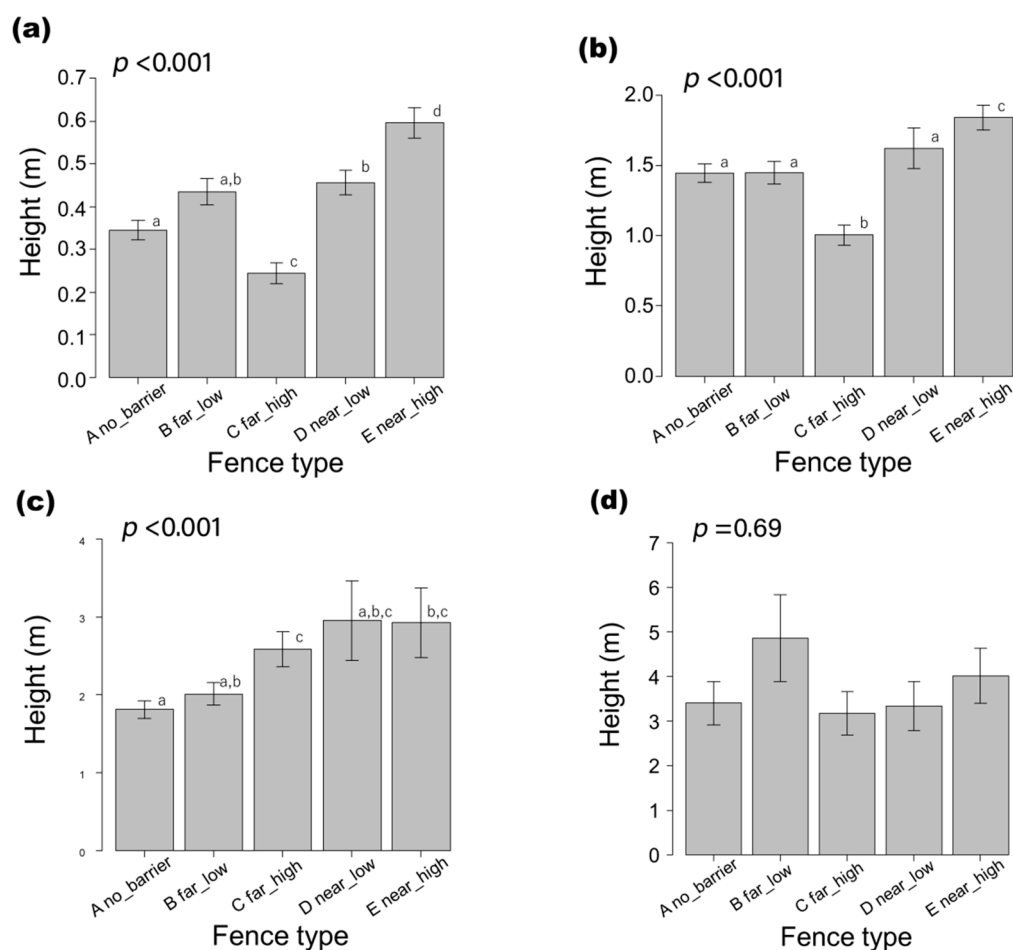 (a)
p <0.001
0.7
0.6
0.5
0.4
0.3
0.2
0.1
0.0
Height (m)
a
a,b
c
b
d
A no_barrier
B far_low
C far_high
D near_low
E near_high
Fence type
(b)
p <0.001
2.0
1.5
1.0
0.5
0.0
Height (m)
a
a
b
a
c
A no_barrier
B far_low
C far_high
D near_low
E near_high
Fence type
(c)
p <0.001
4
3
2
1
0
Height (m)
a
a,b
c
a,b,c
b,c
A no_barrier
B far_low
C far_high
D near_low
E near_high
Fence type
(d)
p =0.69
7
6
5
4
3
2
1
0
Height (m)
A no_barrier
B far_low
C far_high
D near_low
E near_high
Fence type